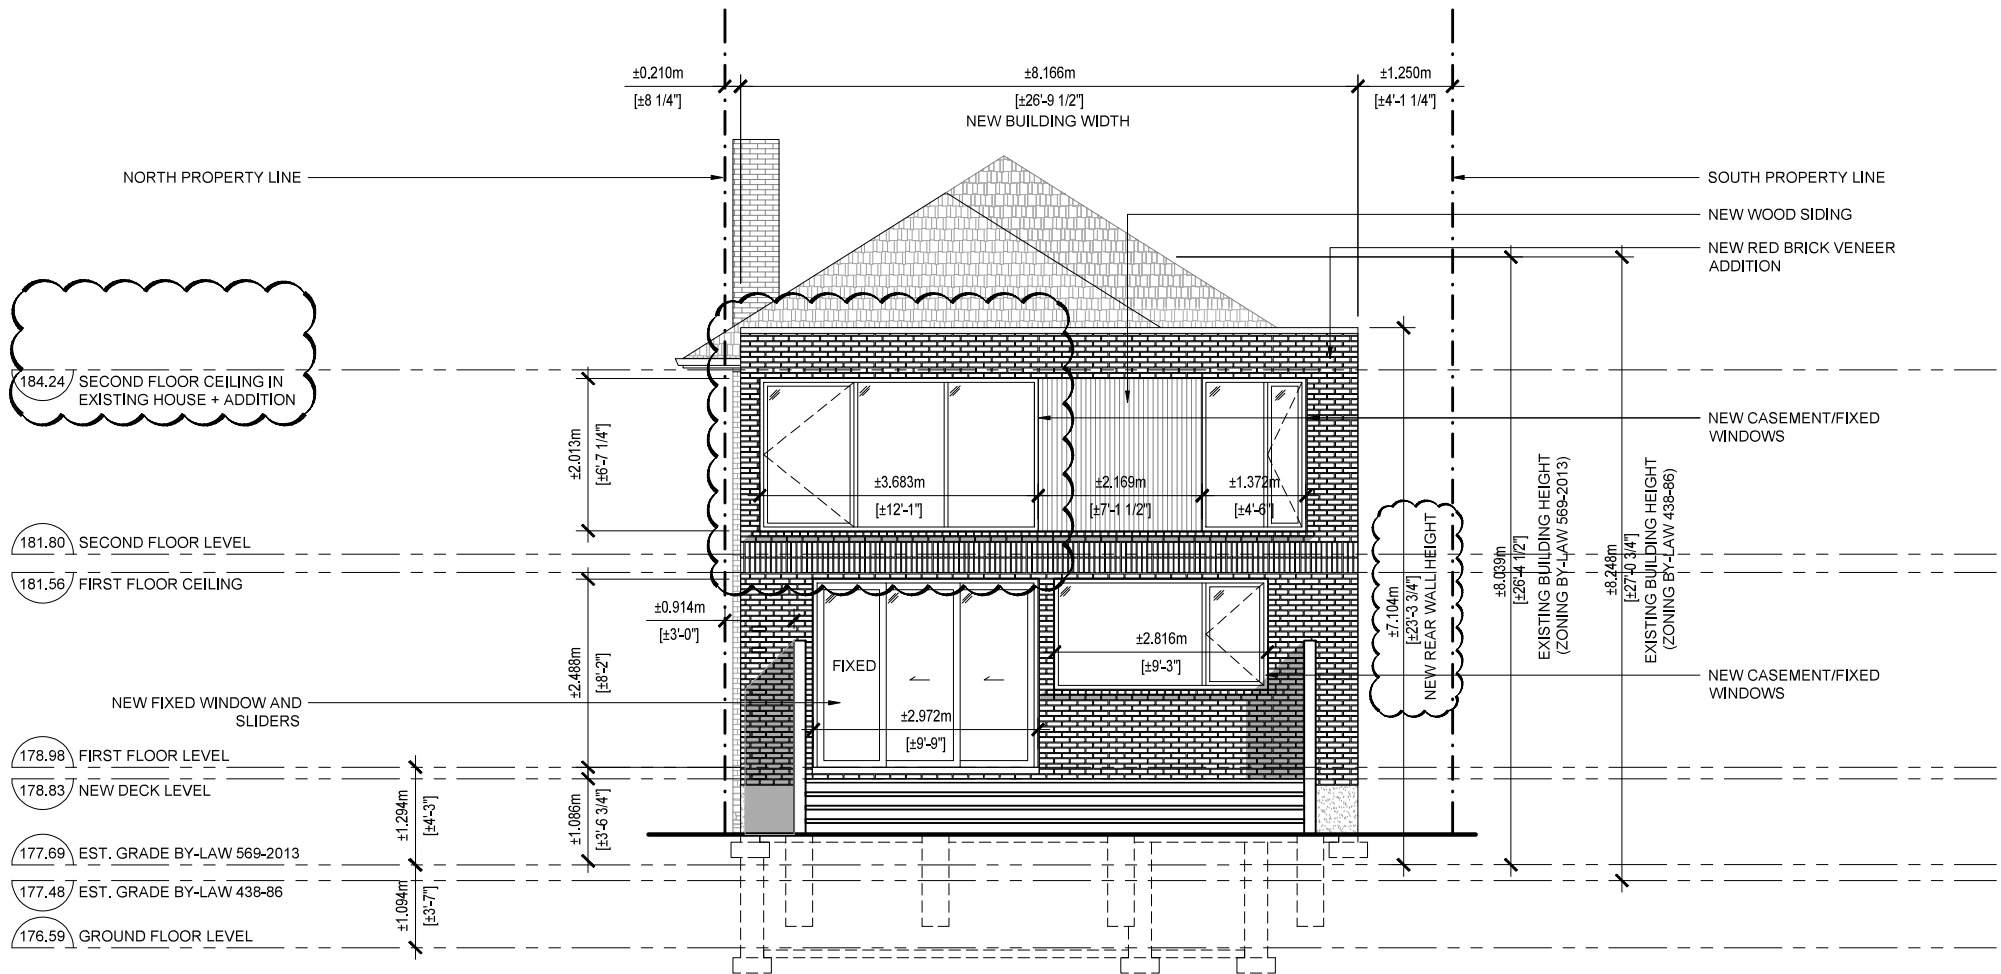 ±0.210m
[±8 1/4"]
±8.166m
[±26'-9 1/2"]
NEW BUILDING WIDTH
±1.250m
[±4'-1 1/4"]
NORTH PROPERTY LINE
SOUTH PROPERTY LINE
NEW WOOD SIDING
NEW RED BRICK VENEER
ADDITION
184.24 SECOND FLOOR CEILING IN
EXISTING HOUSE + ADDITION
±2.013m
[±6'-7 1/4"]
NEW CASEMENT/FIXED
WINDOWS
±3.683m
[±12'-1"]
±2.169m
[±7'-1 1/2"]
±1.372m
[±4'-6"]
181.80 SECOND FLOOR LEVEL
181.56 FIRST FLOOR CEILING
±0.914m
[±3'-0"]
±2.488m
[±8'-2"]
FIXED
±2.816m
[±9'-3"]
±2.972m
[±9'-9"]
±7.104m
[±23'-3 3/4"]
NEW REAR WALL HEIGHT
±8.039m
[±26'-4 1/2"]
EXISTING BUILDING HEIGHT
(ZONING BY-LAW 569-2013)
±8.248m
[±27'-0 3/4"]
EXISTING BUILDING HEIGHT
(ZONING BY-LAW 438-86)
NEW CASEMENT/FIXED
WINDOWS
NEW FIXED WINDOW AND
SLIDERS
178.98 FIRST FLOOR LEVEL
178.83 NEW DECK LEVEL
±1.294m
[±4'-3"]
±1.086m
[±3'-6 3/4"]
177.69 EST. GRADE BY-LAW 569-2013
177.48 EST. GRADE BY-LAW 438-86
±1.094m
[±3'-7"]
176.59 GROUND FLOOR LEVEL